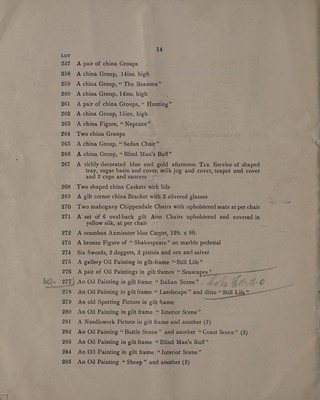 14
LOT
257 A pair of china Groups
258 A china Group, 14ins. high
259 A china Group, "The Seasons"
260 A china Group, 14ins. high
261 A pair of china Groups, "Hunting"
262 A china Group, 15ins. high
263 A china Figure, "Neptune"
264 Two china Groups
265 A china Group, "Sedan Chair"
266 A china Group, "Blind Man's Buff"
267 A richly decorated blue and gold afternoon Tea Service of shaped
tray, sugar basin and cover, milk jug and cover, teapot and cover
and 2 cups and saucers
268 Two shaped china Caskets with lids
269 A gilt corner china Bracket with 2 silvered glasses
270 Two mahogany Chippendale Chairs with upholstered seats at per chair
271 A set of 6 oval-back gilt Arm Chairs upholstered and covered in
yellow silk, at per chair
272 A seamless Axminster blue Carpet, 12ft. x 9ft.
273 A bronze Figure of "Shakespeare" on marble pedestal
274 Six Swords, 2 daggers, 2 pistols and gun and salver
275 A gallery Oil Painting in gilt-frame "Still Life"
276 A pair of Oil Paintings in gilt frames "Seascapes"
277 An Oil Painting in gilt frame "Italian Scene"
278 An Oil Painting in gilt frame "Landscape" and ditto "Still Life"
279 An old Sporting Picture in gilt frame
280 An Oil Painting in gilt frame "Interior Scene"
281 A Needlework Picture in gilt frame and another (2)
282 An Oil Painting "Battle Scene" and another "Coast Scene" (2)
283 An Oil Painting in gilt frame "Blind Man's Buff"
284 An Oil Painting in gilt frame "Interior Scene"
285 An Oil Painting "Sheep" and another (2)